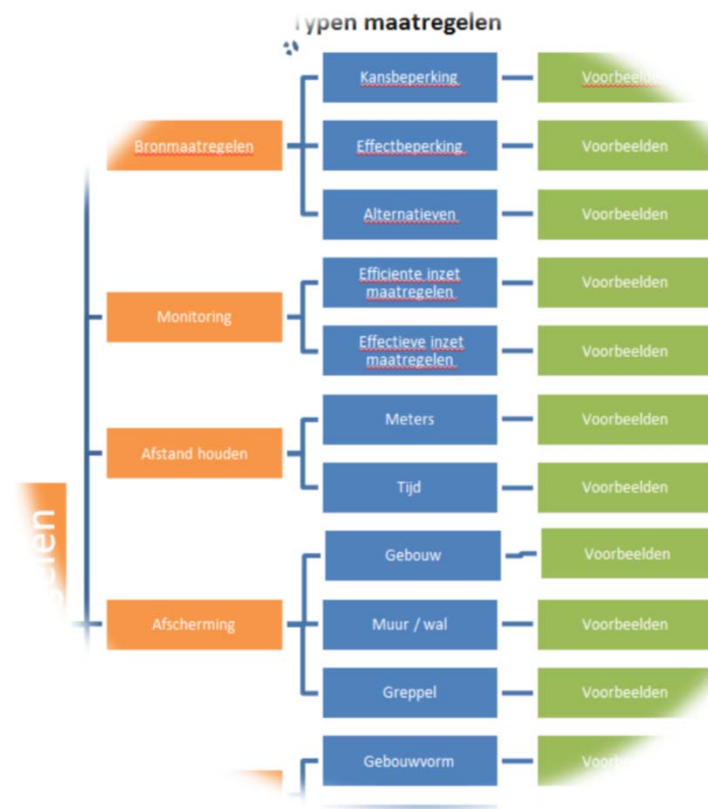 Typen maatregelen
Bronmaatregelen
Kansbeperking
Voorbeelden
Effectbeperking
Voorbeelden
Alternatieven
Voorbeelden
Monitoring
Efficiente inzet
maatregelen
Voorbeelden
Effectieve inzet
maatregelen
Voorbeelden
Afstand houden
Meters
Voorbeelden
Tijd
Voorbeelden
Afscherming
Gebouw
Voorbeelden
Muur / wal
Voorbeelden
Greppel
Voorbeelden
Gebouwvorm